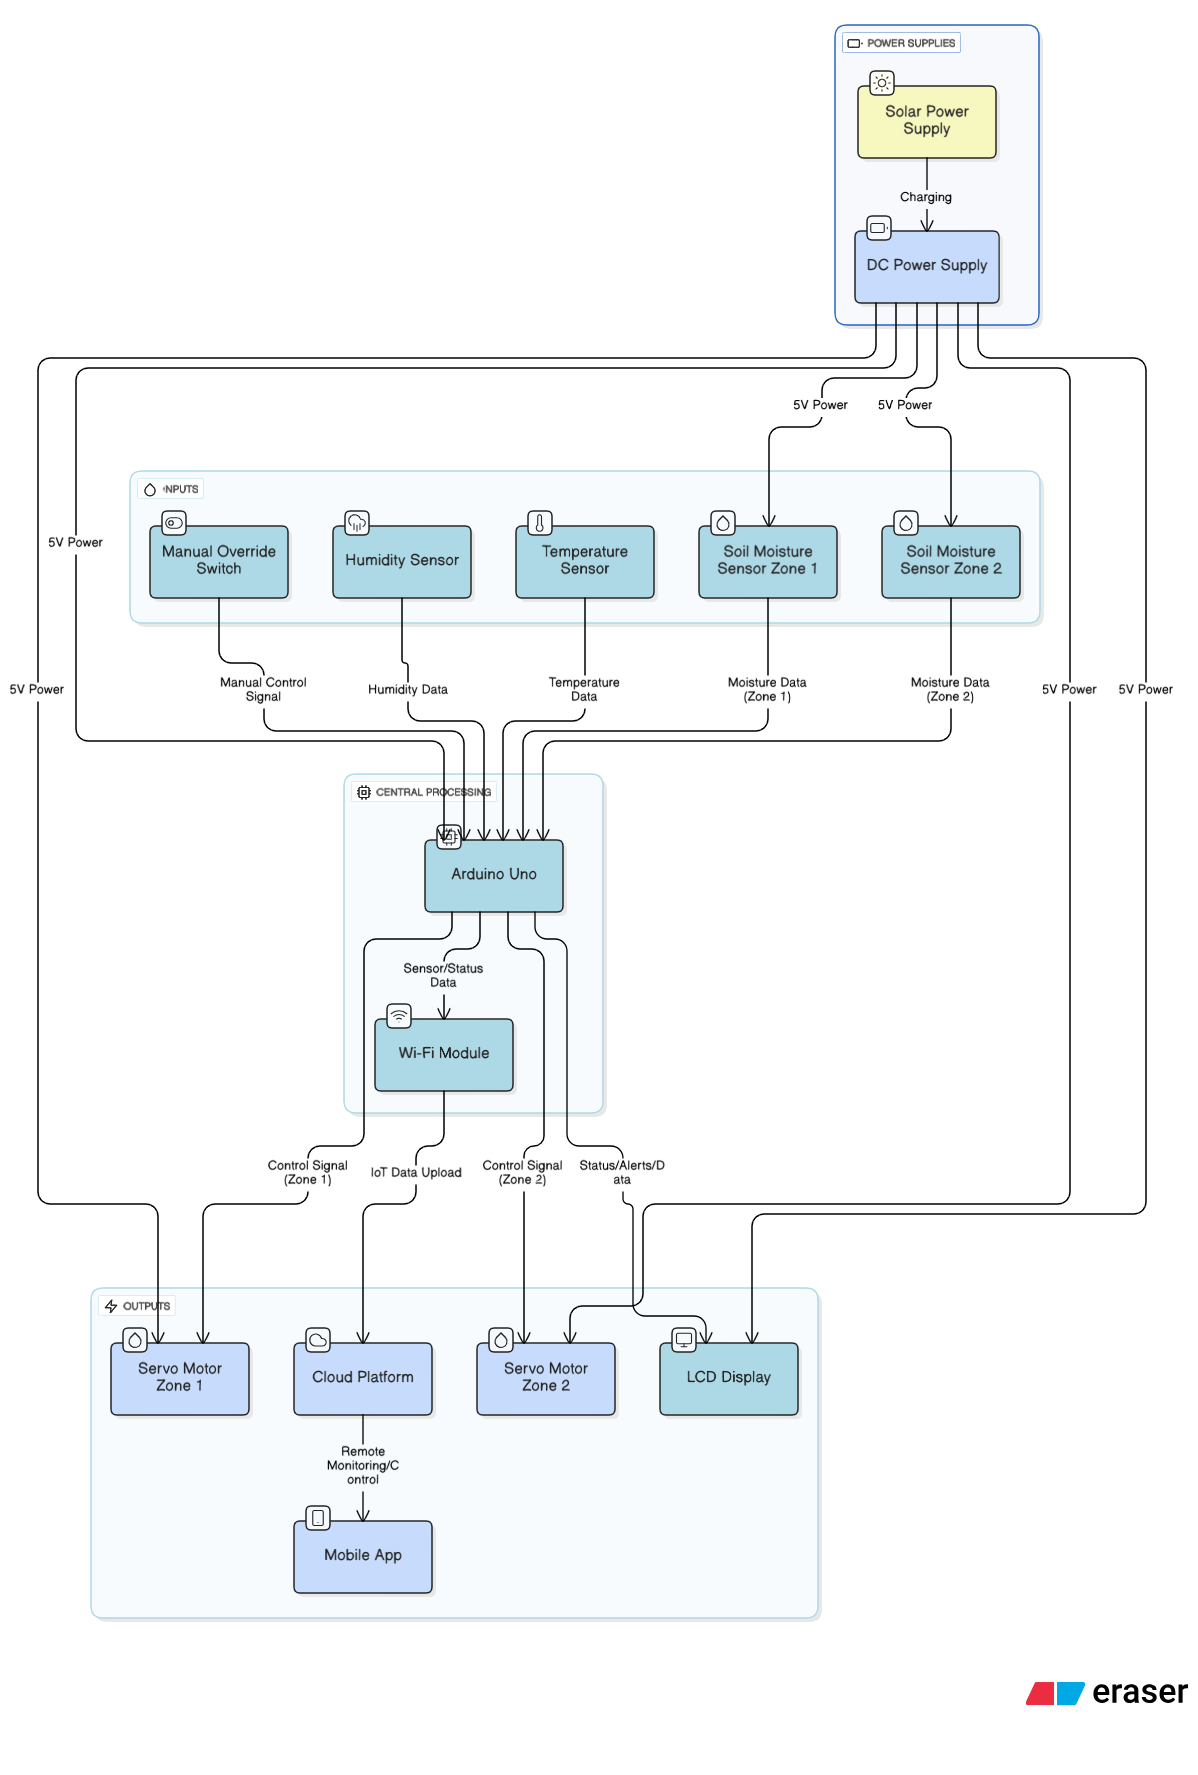 POWER SUPPLIES
Solar Power
Supply
Charging
DC Power Supply
5V Power
5V Power
INPUTS
Manual Override
Switch
Humidity Sensor
Temperature
Sensor
Soil Moisture
Sensor Zone 1
Soil Moisture
Sensor Zone 2
5V Power
5V Power
Manual Control
Signal
Humidity Data
Temperature
Data
Moisture Data
(Zone 1)
Moisture Data
(Zone 2)
5V Power
5V Power
CENTRAL PROCESSING
Arduino Uno
Sensor/Status
Data
Wi-Fi Module
Control Signal
(Zone 1)
IoT Data Upload
Control Signal
(Zone 2)
Status/Alerts/D
ata
OUTPUTS
Servo Motor
Zone 1
Cloud Platform
Servo Motor
Zone 2
LCD Display
Remote
Monitoring/C
ontrol
Mobile App
eraser